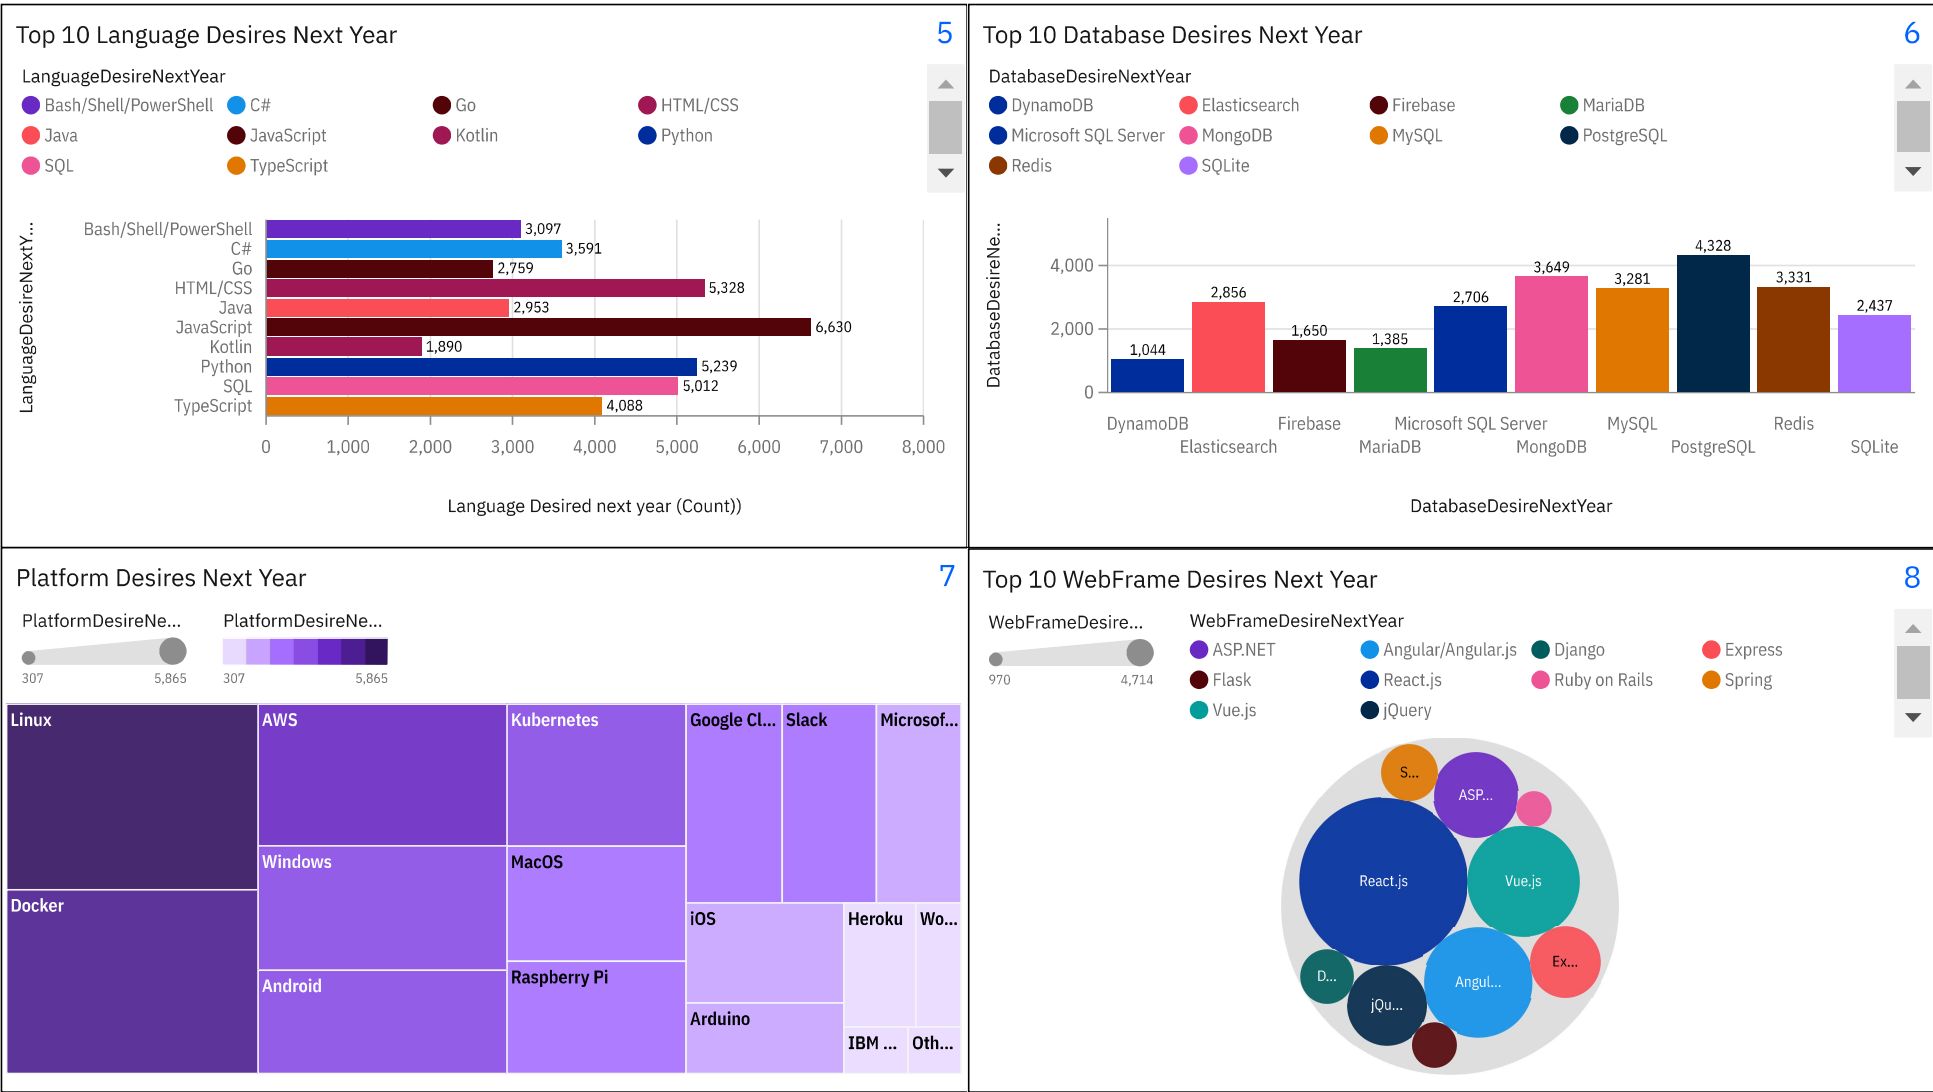 Top 10 Language Desires Next Year
5
LanguageDesireNextYear
Bash/Shell/PowerShell
C#
Go
HTML/CSS
Java
JavaScript
Kotlin
Python
SQL
TypeScript
LanguageDesireNextY...
Bash/Shell/PowerShell
3,097
C#
3,591
Go
2,759
HTML/CSS
5,328
Java
2,953
JavaScript
6,630
Kotlin
1,890
Python
5,239
SQL
5,012
TypeScript
4,088
0 1,000 2,000 3,000 4,000 5,000 6,000 7,000 8,000
Language Desired next year (Count))
Top 10 Database Desires Next Year
6
DatabaseDesireNextYear
DynamoDB
Elasticsearch
Firebase
MariaDB
Microsoft SQL Server
MongoDB
MySQL
PostgreSQL
Redis
SQLite
DatabaseDesireNe...
4,000
2,000
0
1,044
2,856
1,650
1,385
2,706
3,649
3,281
4,328
3,331
2,437
DynamoDB
Elasticsearch
Firebase
MariaDB
Microsoft SQL Server
MongoDB
MySQL
PostgreSQL
Redis
SQLite
DatabaseDesireNextYear
Platform Desires Next Year
7
PlatformDesireNe...
307
5,865
PlatformDesireNe...
307
5,865
Linux
Docker
AWS
Windows
Android
Kubernetes
MacOS
Raspberry Pi
Google Cl...
Slack
Microsof...
iOS
Arduino
Heroku
Wo...
IBM ...
Oth...
Top 10 WebFrame Desires Next Year
8
WebFrameDesire...
970
4,714
WebFrameDesireNextYear
ASP.NET
Angular/Angular.js
Django
Express
Flask
React.js
Ruby on Rails
Spring
Vue.js
jQuery
S...
ASP...
React.js
Vue.js
D...
jQu...
Angul...
Ex...